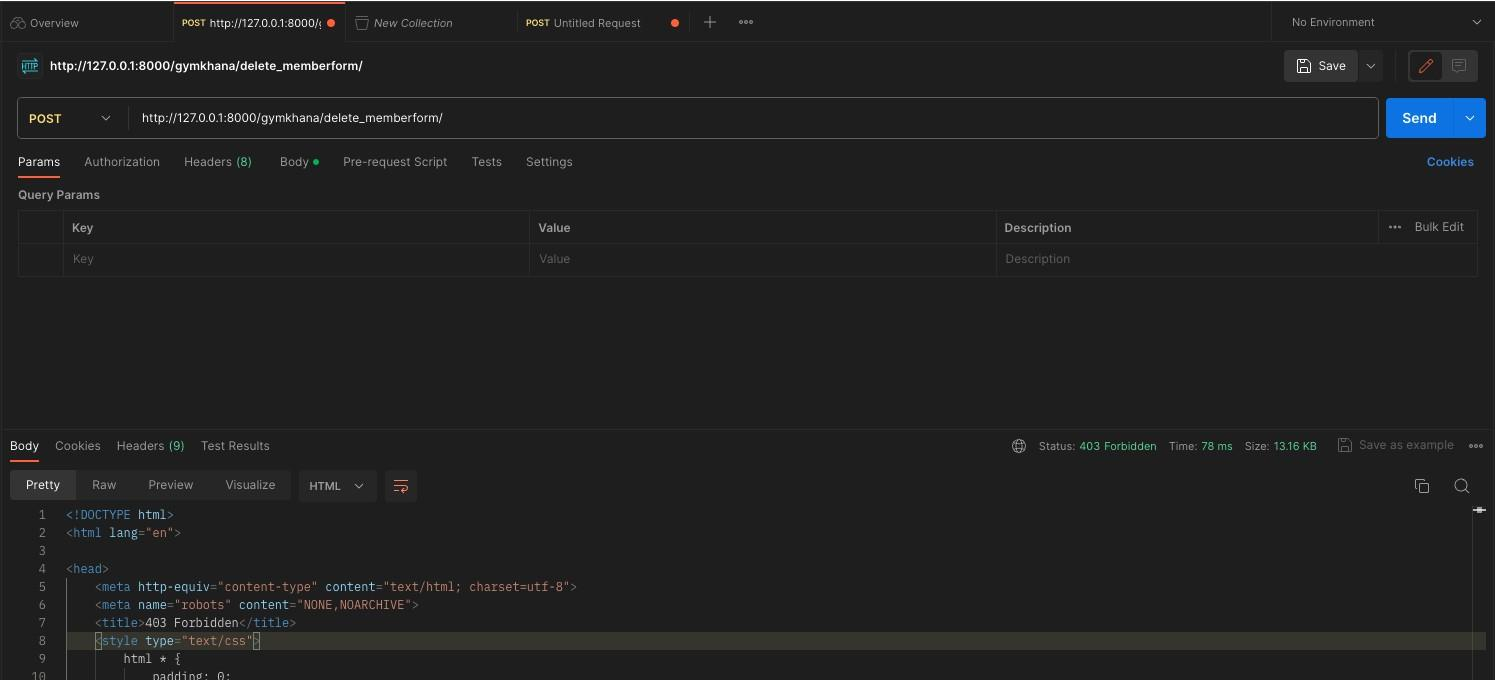 Overview
POST http://127.0.0.1:8000/g
New Collection
POST Untitled Request
No Environment
HTTP http://127.0.0.1:8000/gymkhana/delete_memberform/
Save
POST
http://127.0.0.1:8000/gymkhana/delete_memberform/
Send
Params Authorization Headers (8) Body Pre-request Script Tests Settings Cookies
Query Params
Key Value Description Bulk Edit
Key Value Description
Body Cookies Headers (9) Test Results Status: 403 Forbidden Time: 78 ms Size: 13.16 KB Save as example
Pretty Raw Preview Visualize HTML
1 <!DOCTYPE html>
2 <html lang="en">
3
4 <head>
5 <meta http-equiv="content-type" content="text/html; charset=utf-8">
6 <meta name="robots" content="NONE,NOARCHIVE">
7 <title>403 Forbidden</title>
8 <style type="text/css">
9 html * {
10 padding: 0;